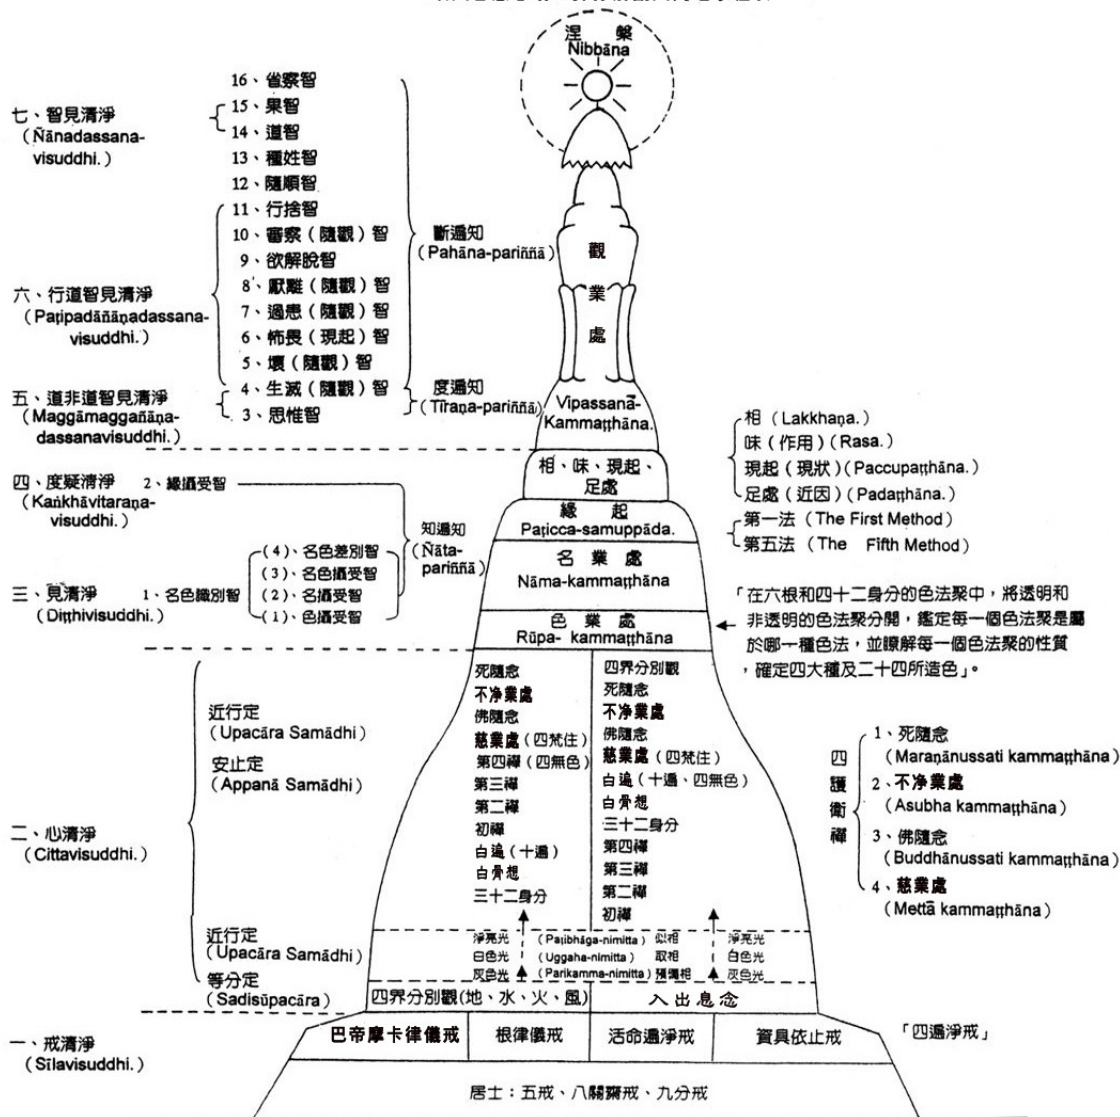 涅槃
Nibbāna
16、省察智
15、果智
14、道智
13、種姓智
12、隨順智
11、行捨智
10、審察（隨觀）智
9、欲解脫智
8、厭離（隨觀）智
7、過患（隨觀）智
6、怖畏（現起）智
5、壞（隨觀）智
4、生滅（隨觀）智
3、思惟智
七、智見清淨
（Ñānadassana-
visuddhi.）
六、行道智見清淨
（Paṭipadāñāṇadassana-
visuddhi.）
五、道非道智見清淨
（Maggāmaggañāṇa-
dassanavisuddhi.）
斷遍知
（Pahāna-pariññā）
度遍知
（Tīraṇa-pariññā）
觀業處
Vipassanā-
Kammaṭṭhāna.
四、度疑清淨
（Kaṅkhāvitaraṇa-
visuddhi.）
2、緣攝受智
三、見清淨
（Diṭṭhivisuddhi.）
1、名色識別智
（4）、名色差別智
（3）、名色攝受智
（2）、名攝受智
（1）、色攝受智
知遍知
（Ñāta-
pariññā）
相、味、現起、
足處
緣起
Paṭicca-samuppāda.
名業處
Nāma-kammaṭṭhāna
色業處
Rūpa- kammaṭṭhāna
相（Lakkhaṇa.）
味（作用）（Rasa.）
現起（現狀）（Paccupaṭṭhāna.）
足處（近因）（Padaṭṭhāna.）
第一法（The First Method）
第五法（The Fifth Method）
「在六根和四十二身分的色法聚中，將透明和
非透明的色法聚分開，鑑定每一個色法聚是屬
於哪一種色法，並瞭解每一個色法聚的性質
，確定四大種及二十四所造色」。
二、心清淨
（Cittavisuddhi.）
近行定
（Upacāra Samādhi）
安止定
（Appanā Samādhi）
近行定
（Upacāra Samādhi）
等分定
（Sadisūpacāra）
死隨念
不净業處
佛隨念
慈業處（四梵住）
第四禪（四無色）
第三禪
第二禪
初禪
白遍（十遍）
白骨想
三十二身分
四界分別觀
死隨念
不净業處
佛隨念
慈業處（四梵住）
白遍（十遍、四無色）
白骨想
三十二身分
第四禪
第三禪
第二禪
初禪
淨亮光 （Paṭibhāga-nimitta） 似相 淨亮光
白色光 （Uggaha-nimitta） 取相 白色光
灰色光 （Parikamma-nimitta）預備相 灰色光
四界分別觀(地、水、火、風)
入出息念
四護衛禪
1、死隨念
（Maraṇānussati kammaṭṭhāna）
2、不净業處
（Asubha kammaṭṭhāna）
3、佛隨念
（Buddhānussati kammaṭṭhāna）
4、慈業處
（Mettā kammaṭṭhāna）
一、戒清淨
（Sīlavisuddhi.）
巴帝摩卡律儀戒
根律儀戒
活命遍淨戒
資具依止戒
「四遍淨戒」
居士：五戒、八關齋戒、九分戒